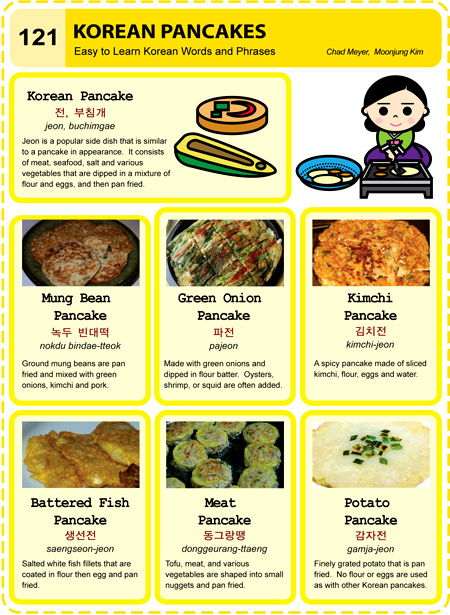 121
KOREAN PANCAKES
Easy to Learn Korean Words and Phrases
Chad Meyer, Moonjung Kim
Korean Pancake
전, 부침개
jeon, buchimgae
Jeon is a popular side dish that is similar
to a pancake in appearance. It consists
of meat, seafood, salt and various
vegetables that are dipped in a mixture of
flour and eggs, and then pan fried.
Mung Bean
Pancake
녹두 빈대떡
nokdu bindae-tteok
Ground mung beans are pan
fried and mixed with green
onions, kimchi and pork.
Green Onion
Pancake
파전
pajeon
Made with green onions and
dipped in flour batter. Oysters,
shrimp, or squid are often added.
Kimchi
Pancake
김치전
kimchi-jeon
A spicy pancake made of sliced
kimchi, flour, eggs and water.
Battered Fish
Pancake
생선전
saengseon-jeon
Salted white fish fillets that are
coated in flour then egg and pan
fried.
Meat
Pancake
동그랑땡
donggeurang-ttaeng
Tofu, meat, and various
vegetables are shaped into small
nuggets and pan fried.
Potato
Pancake
감자전
gamja-jeon
Finely grated potato that is pan
fried. No flour or eggs are used
as with other Korean pancakes.